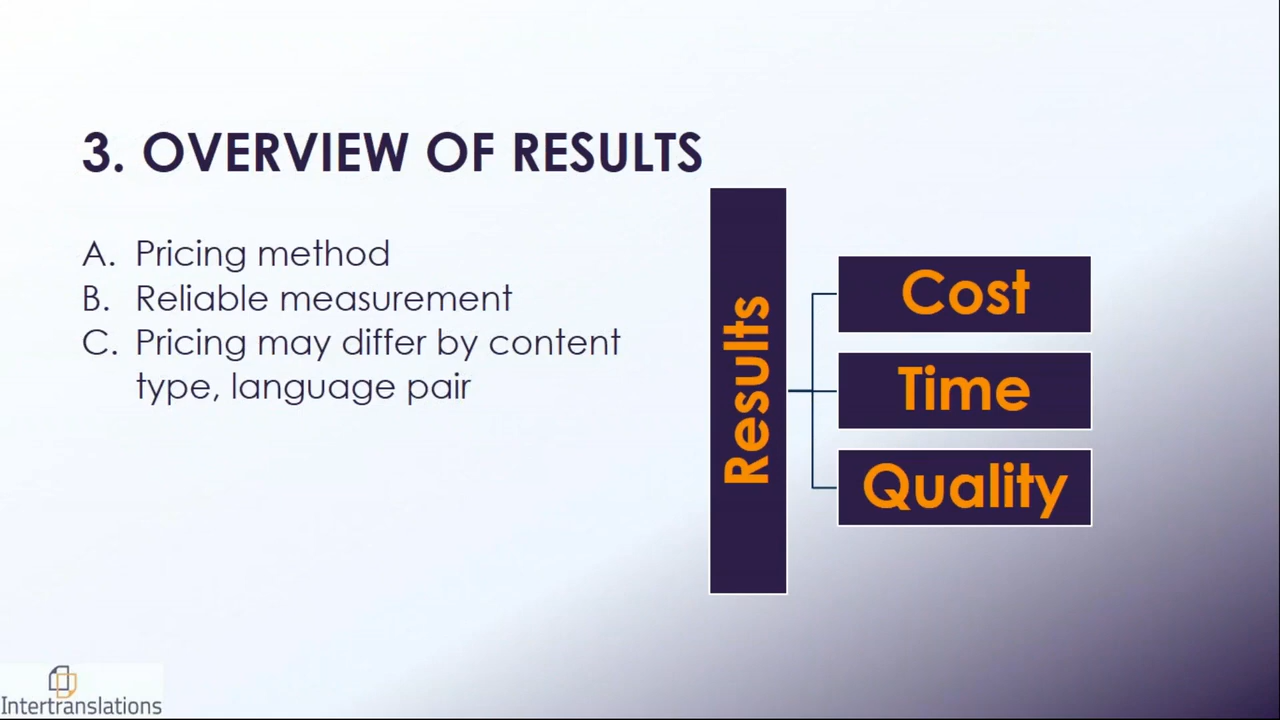 3. OVERVIEW OF RESULTS
A. Pricing method
B. Reliable measurement
C. Pricing may differ by content
type, language pair
Results
Cost
Time
Quality
Intertranslations